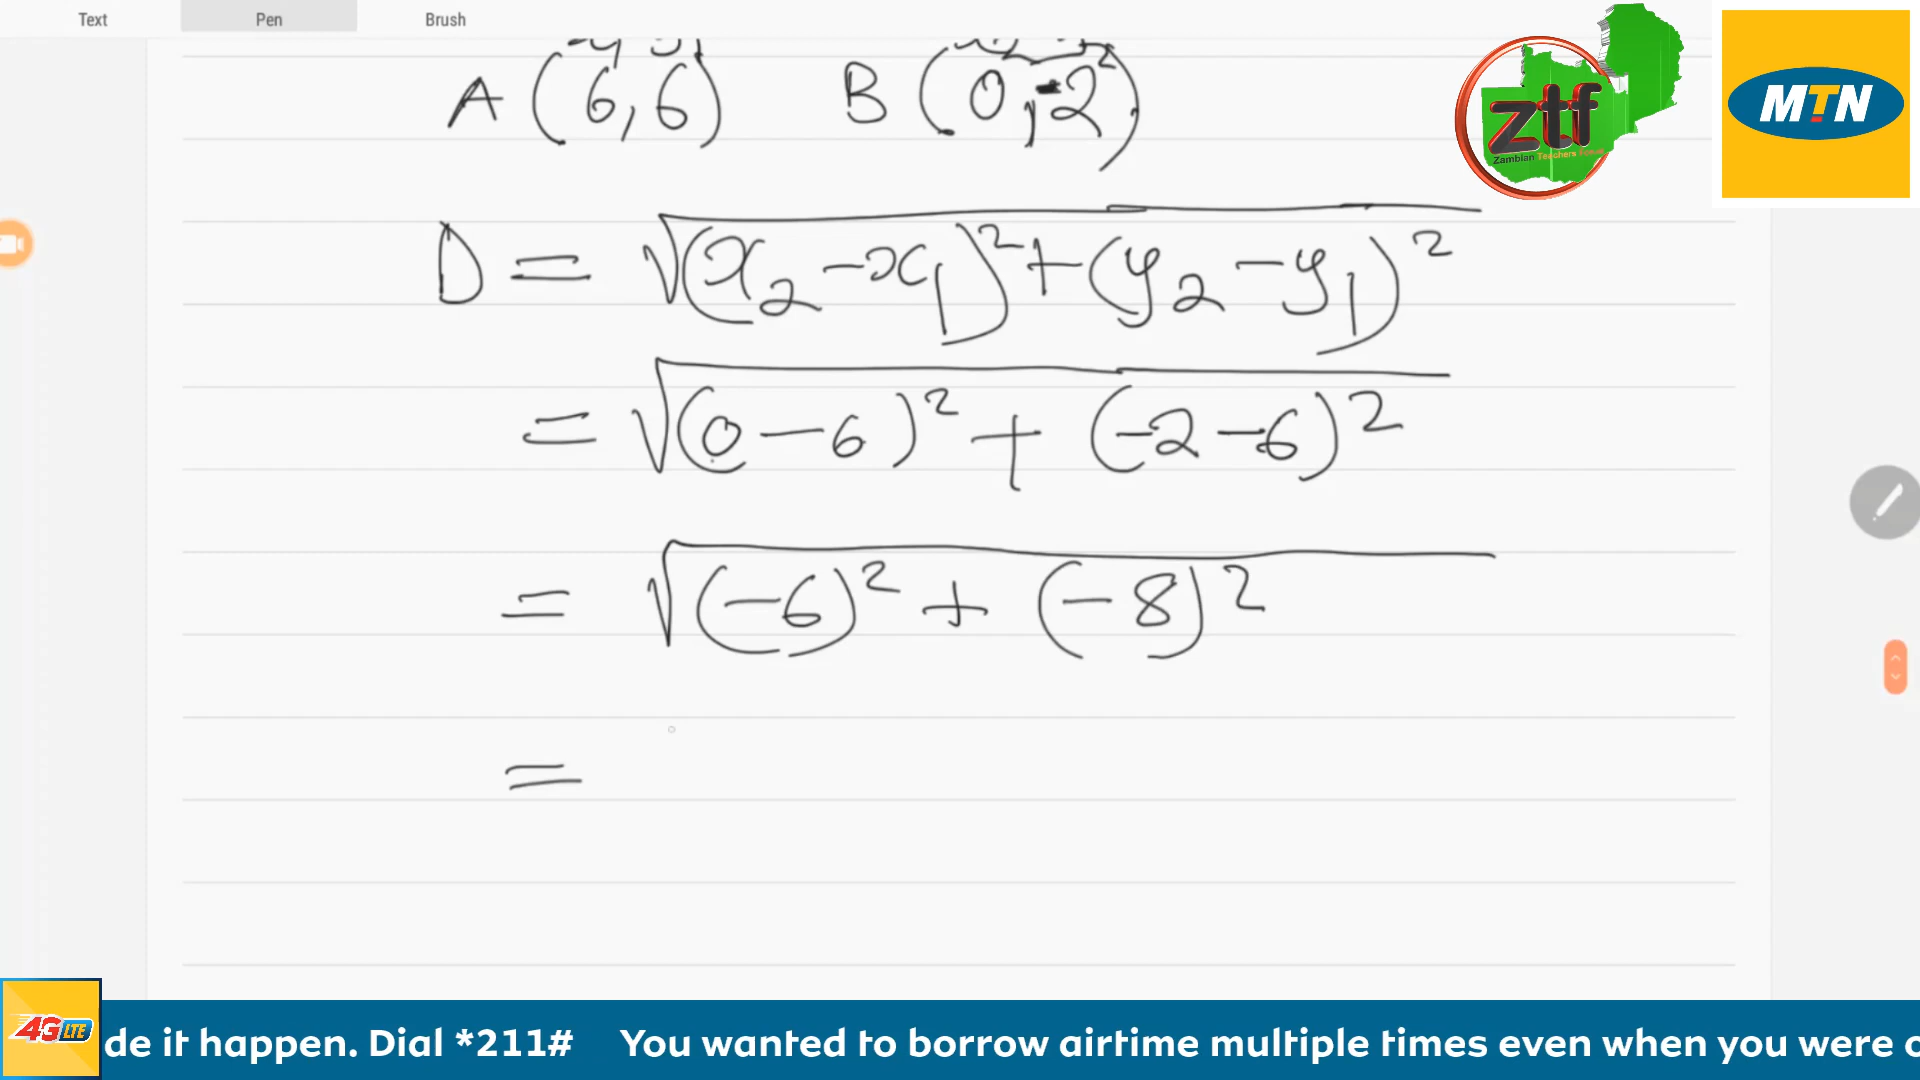 Text Pen Brush
A (6,6) B (0,-2)
D = √(x₂-x₁)²+(y₂-y₁)²
= √(0-6)² + (-2-6)²
= √(-6)² + (-8)²
=
ztf
Zambian Teachers Forum
MTN
4G LTE
de it happen. Dial *211# You wanted to borrow airtime multiple times even when you were o